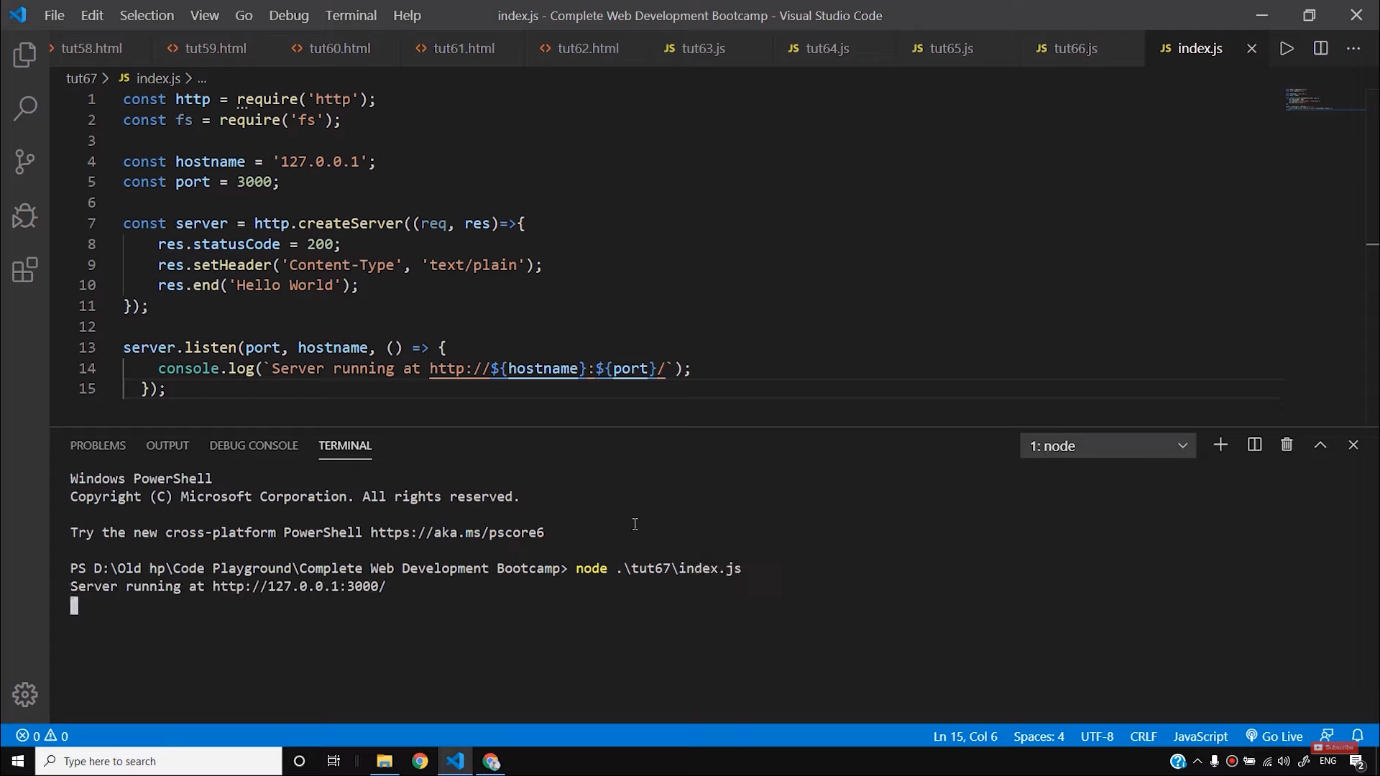 File Edit Selection View Go Debug Terminal Help index.js - Complete Web Development Bootcamp - Visual Studio Code
tut58.html tut59.html tut60.html tut61.html tut62.html JS tut63.js JS tut64.js JS tut65.js JS tut66.js JS index.js
tut67 > JS index.js > ...
1 const http = require('http');
2 const fs = require('fs');
3
4 const hostname = '127.0.0.1';
5 const port = 3000;
6
7 const server = http.createServer((req, res)=>{
8 res.statusCode = 200;
9 res.setHeader('Content-Type', 'text/plain');
10 res.end('Hello World');
11 });
12
13 server.listen(port, hostname, () => {
14 console.log(`Server running at http://${hostname}:${port}/`);
15 });
PROBLEMS OUTPUT DEBUG CONSOLE TERMINAL 1: node
Windows PowerShell
Copyright (C) Microsoft Corporation. All rights reserved.
Try the new cross-platform PowerShell https://aka.ms/pscore6
PS D:\Old hp\Code Playground\Complete Web Development Bootcamp> node .\tut67\index.js
Server running at http://127.0.0.1:3000/
0 0 Ln 15, Col 6 Spaces: 4 UTF-8 CRLF JavaScript Go Live
Subscribe
Type here to search ENG 2